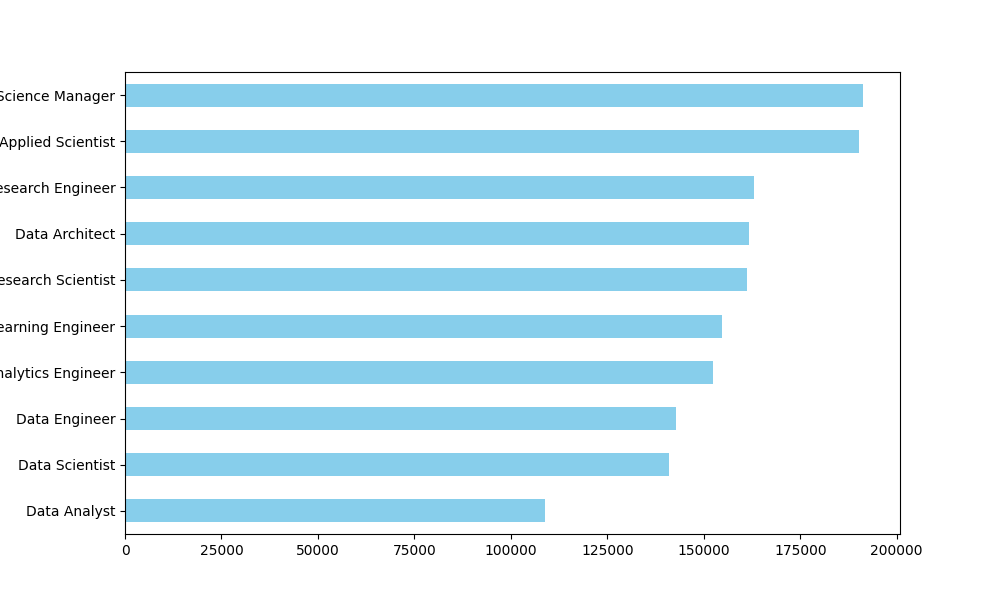 Science Manager
Applied Scientist
esearch Engineer
Data Architect
esearch Scientist
earning Engineer
nalytics Engineer
Data Engineer
Data Scientist
Data Analyst
0 25000 50000 75000 100000 125000 150000 175000 200000